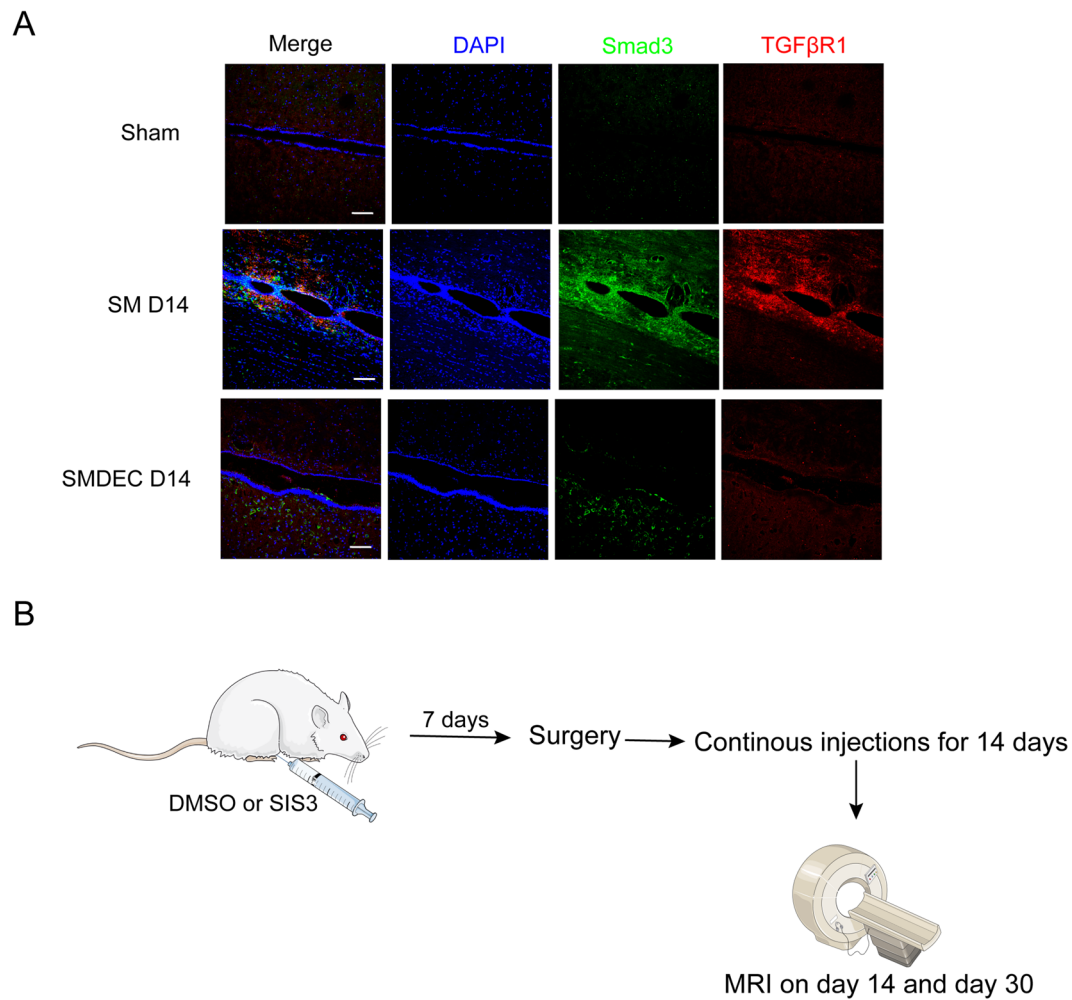 A
Merge DAPI Smad3 TGFβR1
Sham
SM D14
SMDEC D14
B
7 days
Surgery
Continous injections for 14 days
DMSO or SIS3
MRI on day 14 and day 30